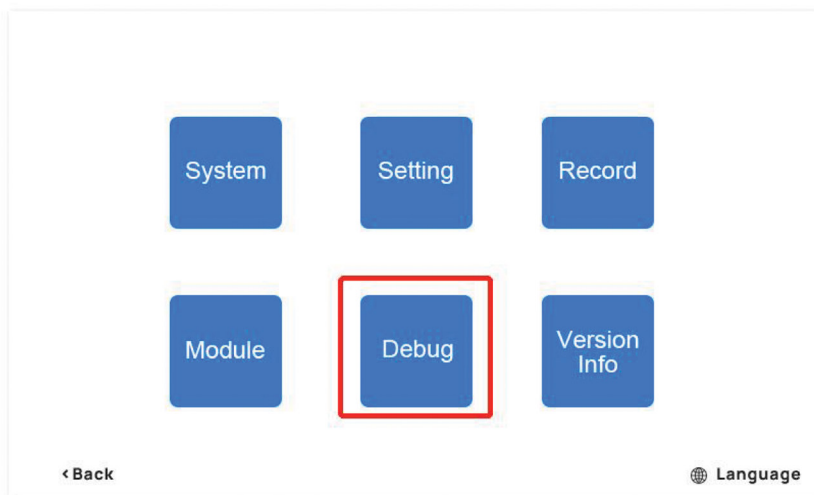 System
Setting
Record
Module
Debug
Version
Info
<Back
Language